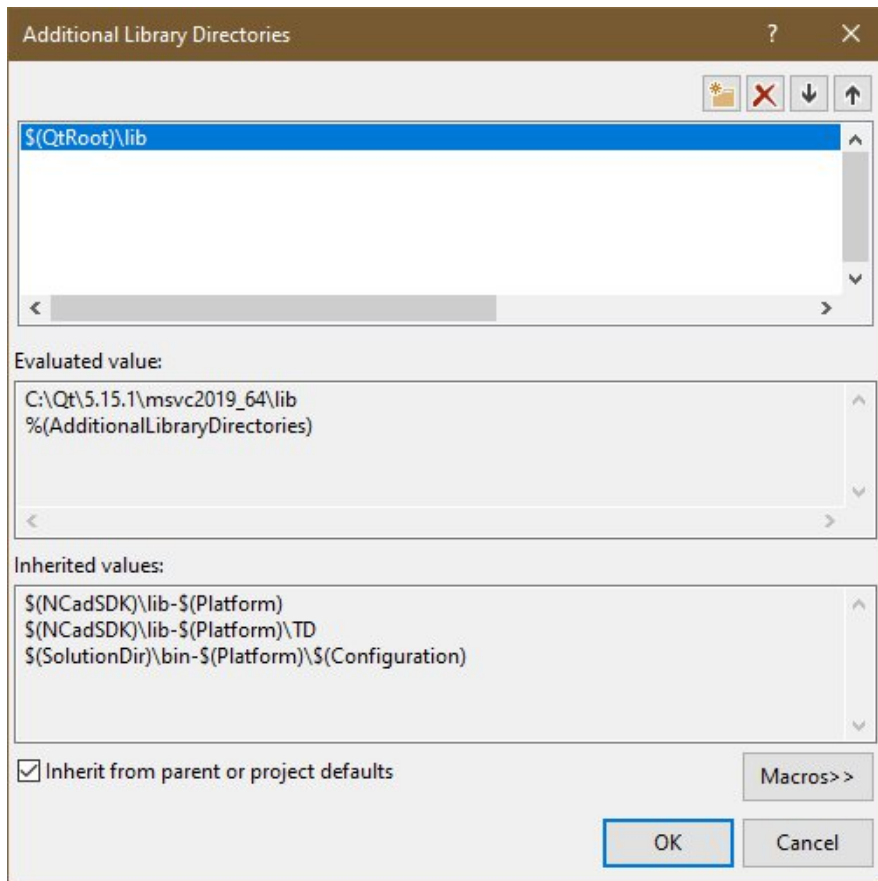 Additional Library Directories
$(QtRoot)\lib
Evaluated value:
C:\Qt\5.15.1\msvc2019_64\lib
%(AdditionalLibraryDirectories)
Inherited values:
$(NCadSDK)\lib-$(Platform)
$(NCadSDK)\lib-$(Platform)\TD
$(SolutionDir)\bin-$(Platform)\$(Configuration)
Inherit from parent or project defaults
Macros>>
OK
Cancel